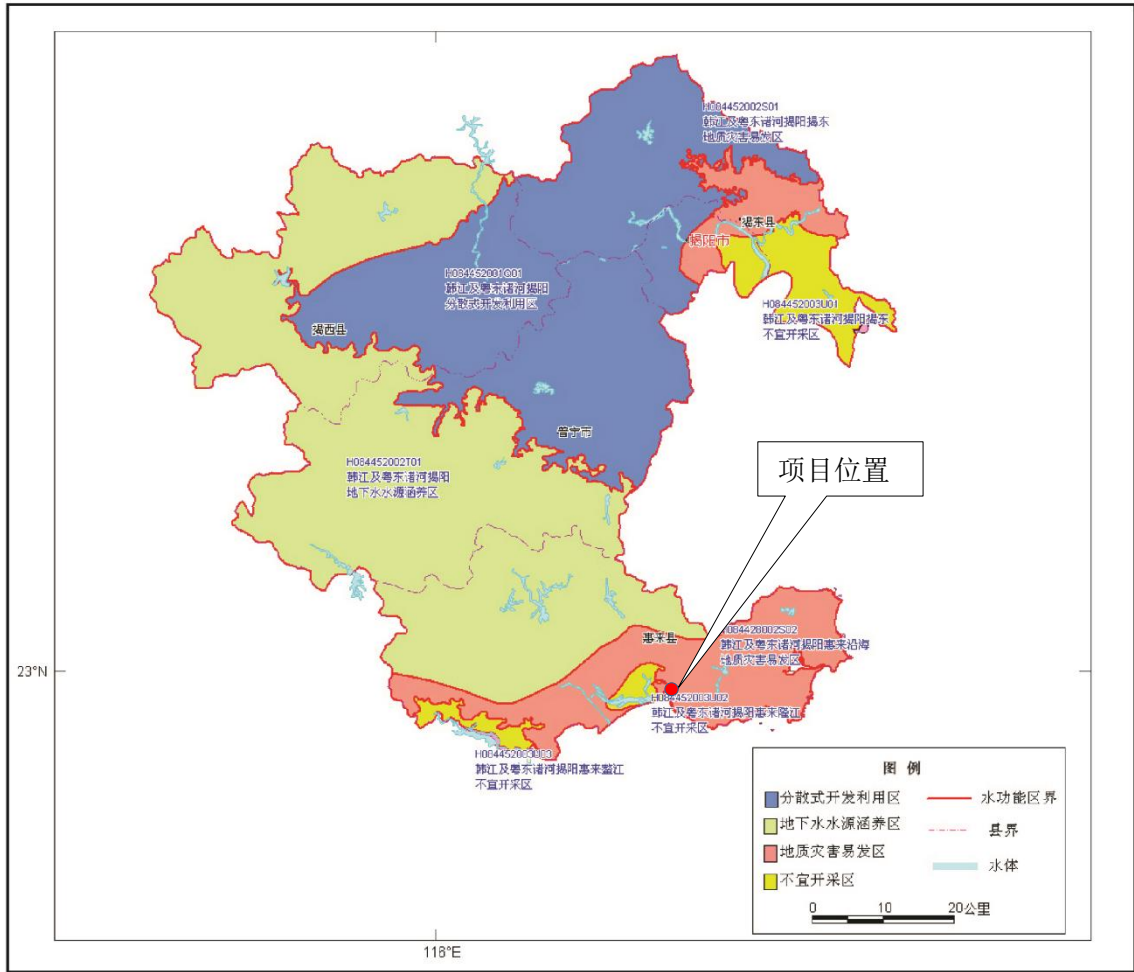 H084452002S01
韩江及粤东诸河揭阳揭东
地质灾害易发区
揭东县
揭阳市
H084452001Q01
韩江及粤东诸河揭阳
分散式开发利用区
H084452003U01
韩江及粤东诸河揭阳揭东
不宜开采区
揭西县
普宁市
H084452002T01
韩江及粤东诸河揭阳
地下水水源涵养区
项目位置
惠来县
H084428002S02
韩江及粤东诸河揭阳惠来沿海
地质灾害易发区
23°N
H084452003U02
韩江及粤东诸河揭阳惠来隆江
不宜开采区
H084452003U03
韩江及粤东诸河揭阳惠来螯江
不宜开采区
图 例
分散式开发利用区
水功能区界
地下水水源涵养区
县界
地质灾害易发区
水体
不宜开采区
0 10 20公里
116°E